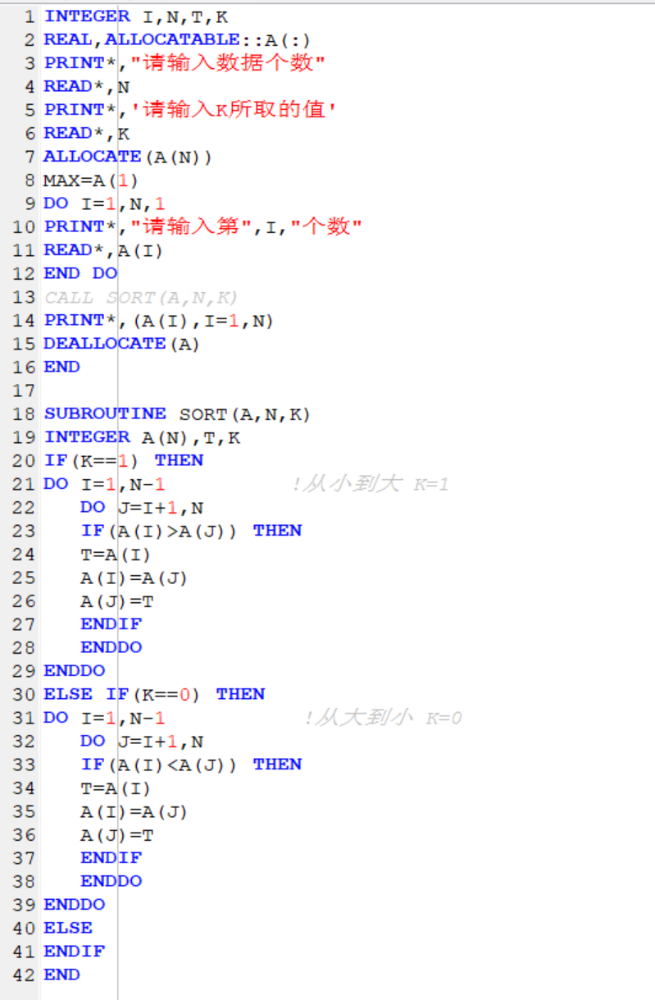 1 INTEGER I,N,T,K
2 REAL,ALLOCATABLE::A(:)
3 PRINT*,"请输入数据个数"
4 READ*,N
5 PRINT*,'请输入K所取的值'
6 READ*,K
7 ALLOCATE(A(N))
8 MAX=A(1)
9 DO I=1,N,1
10 PRINT*,"请输入第",I,"个数"
11 READ*,A(I)
12 END DO
13 CALL SORT(A,N,K)
14 PRINT*,(A(I),I=1,N)
15 DEALLOCATE(A)
16 END
17
18 SUBROUTINE SORT(A,N,K)
19 INTEGER A(N),T,K
20 IF(K==1) THEN
21 DO I=1,N-1 !从小到大 K=1
22 DO J=I+1,N
23 IF(A(I)>A(J)) THEN
24 T=A(I)
25 A(I)=A(J)
26 A(J)=T
27 ENDIF
28 ENDDO
29 ENDDO
30 ELSE IF(K==0) THEN
31 DO I=1,N-1 !从大到小 K=0
32 DO J=I+1,N
33 IF(A(I)<A(J)) THEN
34 T=A(I)
35 A(I)=A(J)
36 A(J)=T
37 ENDIF
38 ENDDO
39 ENDDO
40 ELSE
41 ENDIF
42 END